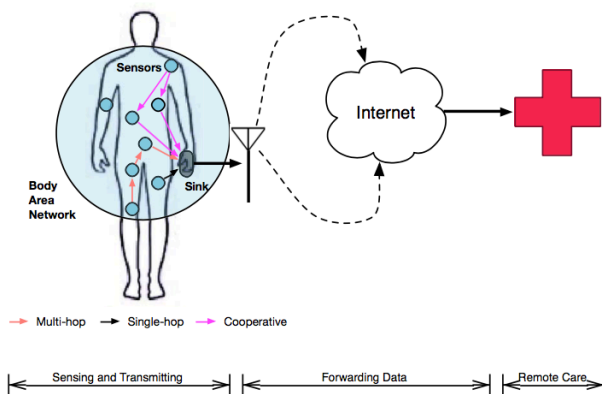 Sensors
Internet
Sink
Body
Area
Network
Multi-hop
Single-hop
Cooperative
Sensing and Transmitting
Forwarding Data
Remote Care